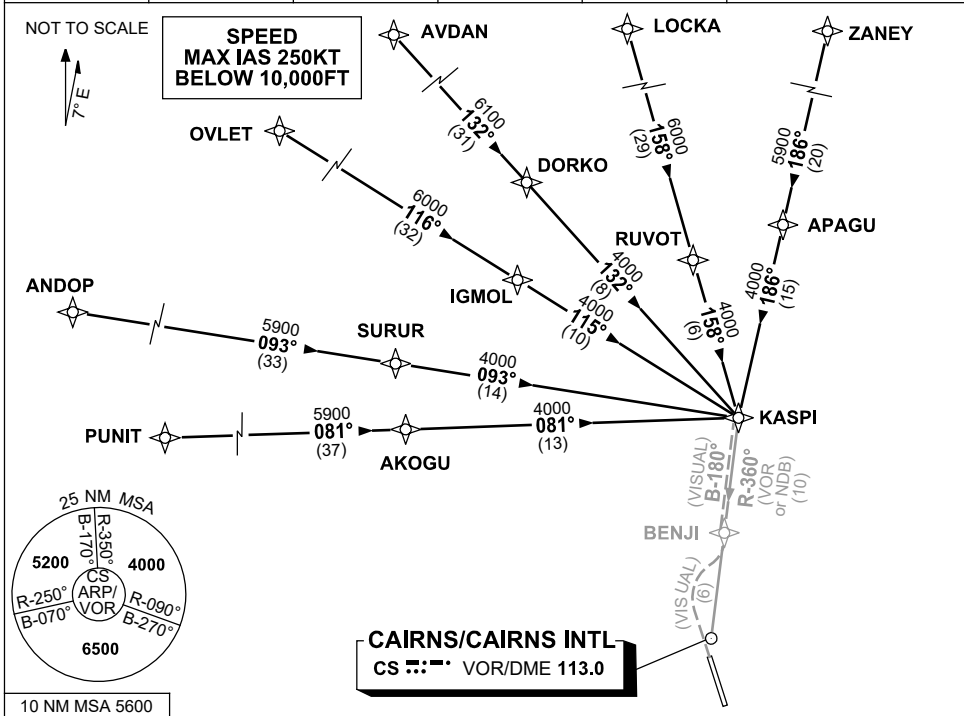 NOT TO SCALE
7° E
SPEED
MAX IAS 250KT
BELOW 10,000FT
AVDAN
LOCKA
ZANEY
OVLET
6100
132°
(31)
6000
158°
(29)
5900
186°
(20)
DORKO
6000
116°
(32)
RUVOT
APAGU
ANDOP
IGMOL
4000
132°
(8)
4000
158°
(6)
4000
186°
(15)
4000
115°
(10)
5900
093°
(33)
SURUR
4000
093°
(14)
KASPI
PUNIT
5900
081°
(37)
AKOGU
4000
081°
(13)
(VISUAL)
B-180°
R-360°
(VOR
or NDB)
(10)
BENJI
(VIS UAL)
(6)
25 NM MSA
B-170°
R-350°
5200
4000
CS
ARP/
VOR
R-250°
B-070°
R-090°
B-270°
6500
10 NM MSA 5600
CAIRNS/CAIRNS INTL
CS VOR/DME 113.0